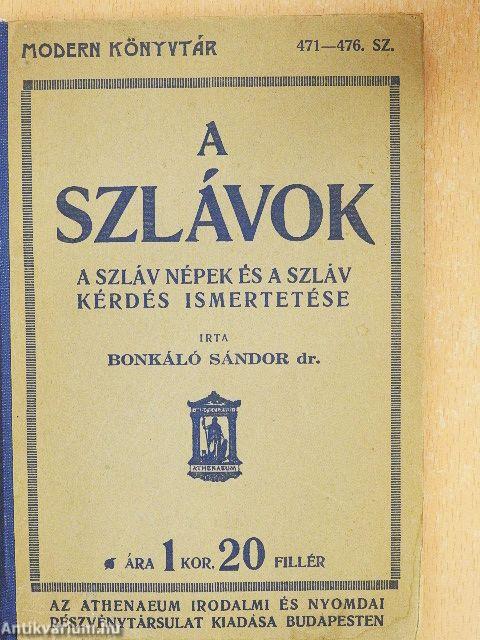 MODERN KÖNYVTÁR 471—476. SZ.
A
SZLÁVOK
A SZLÁV NÉPEK ÉS A SZLÁV
KÉRDÉS ISMERTETÉSE
IRTA
BONKÁLÓ SÁNDOR dr.
ATHENAEUM
ÁRA 1 KOR. 20 FILLÉR
AZ ATHENAEUM IRODALMI ÉS NYOMDAI
RÉSZVÉNYTÁRSULAT KIADÁSA BUDAPESTEN
Antikvarium.hu